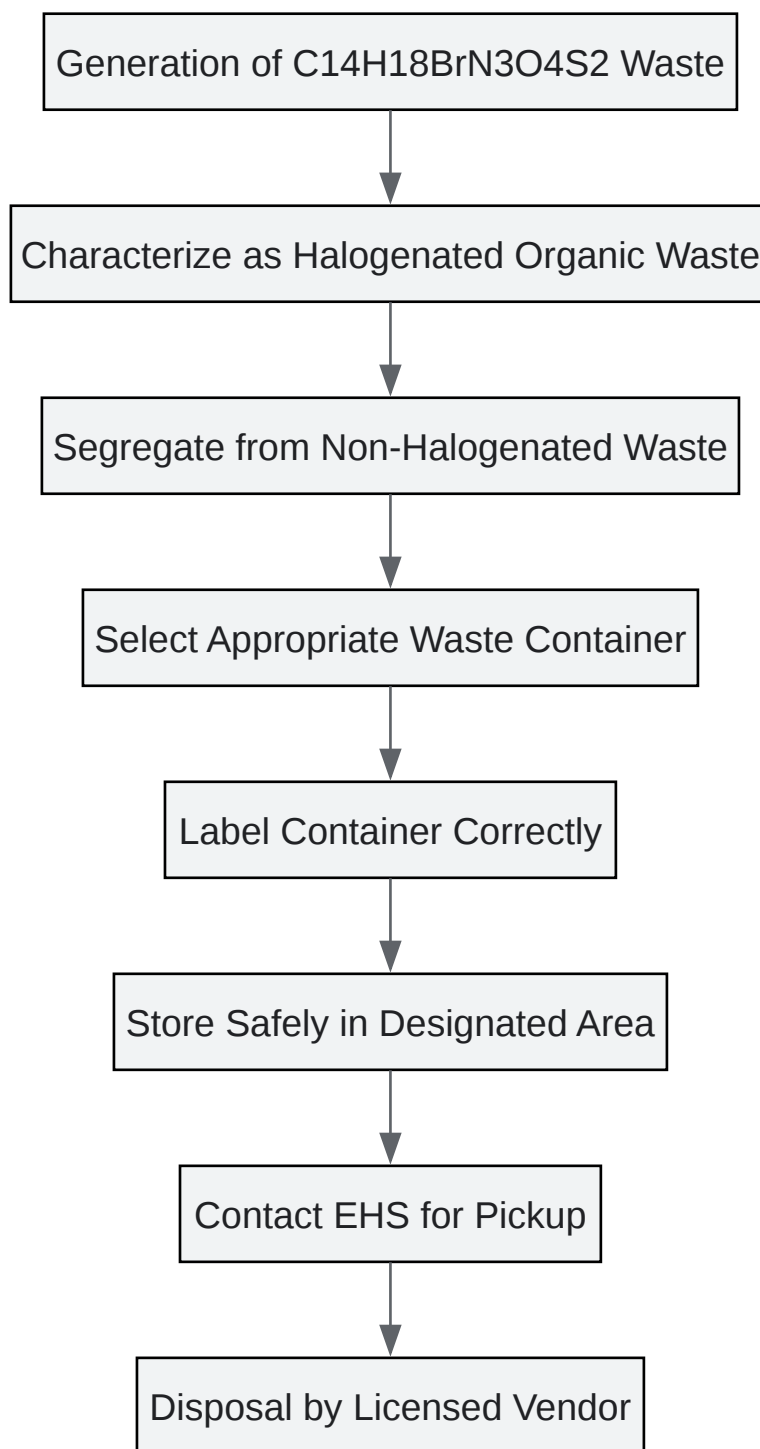 Generation of C14H18BrN3O4S2 Waste
Characterize as Halogenated Organic Waste
Segregate from Non-Halogenated Waste
Select Appropriate Waste Container
Label Container Correctly
Store Safely in Designated Area
Contact EHS for Pickup
Disposal by Licensed Vendor